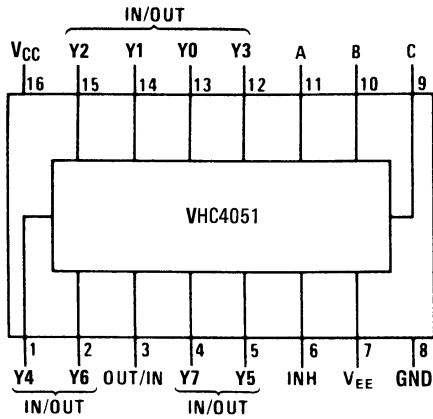 IN/OUT
VCC Y2 Y1 Y0 Y3 A B C
16 15 14 13 12 11 10 9
VHC4051
1 2 3 4 5 6 7 8
Y4 Y6 OUT/IN Y7 Y5 INH VEE GND
IN/OUT IN/OUT